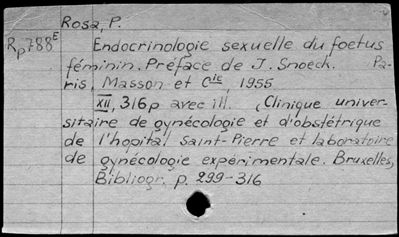 Rosa, P.
Rp788E
Endocrinologie sexuelle du foetus
féminin. Préface de J. Snoeck. Pa-
ris, Masson et Cie, 1955
XII, 316p avec ill. (Clinique univer-
sitaire de gynécologie et d'obstétrique
de l'hopital Saint-Pierre et laboratoire
de gynécologie expérimentale. Bruxelles,
Bibliogr. p. 299-316